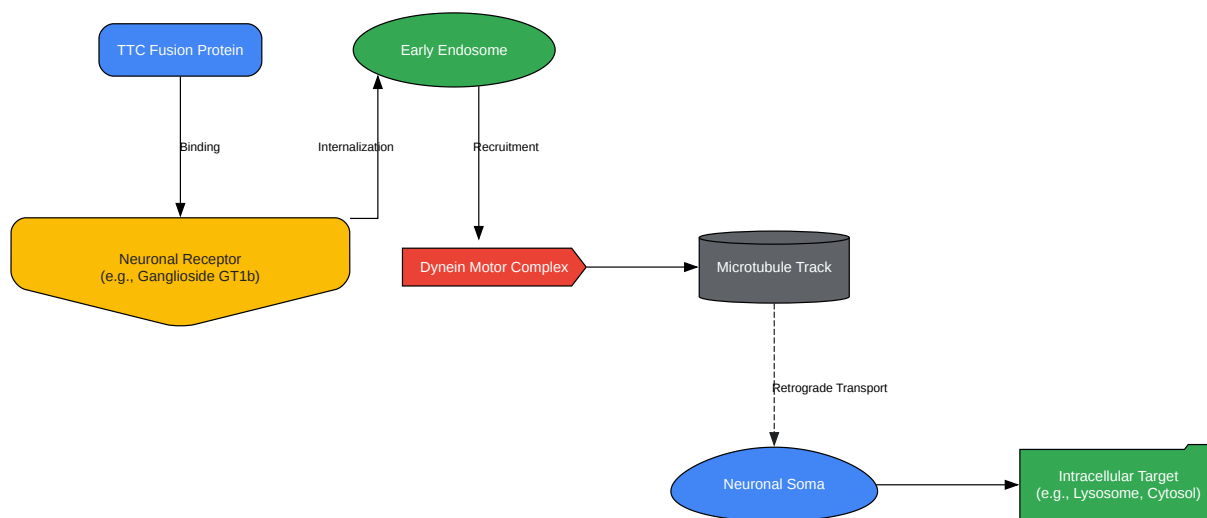 TTC Fusion Protein
Early Endosome
Binding
Internalization
Recruitment
Neuronal Receptor
(e.g., Ganglioside GT1b)
Dynein Motor Complex
Microtubule Track
Retrograde Transport
Neuronal Soma
Intracellular Target
(e.g., Lysosome, Cytosol)